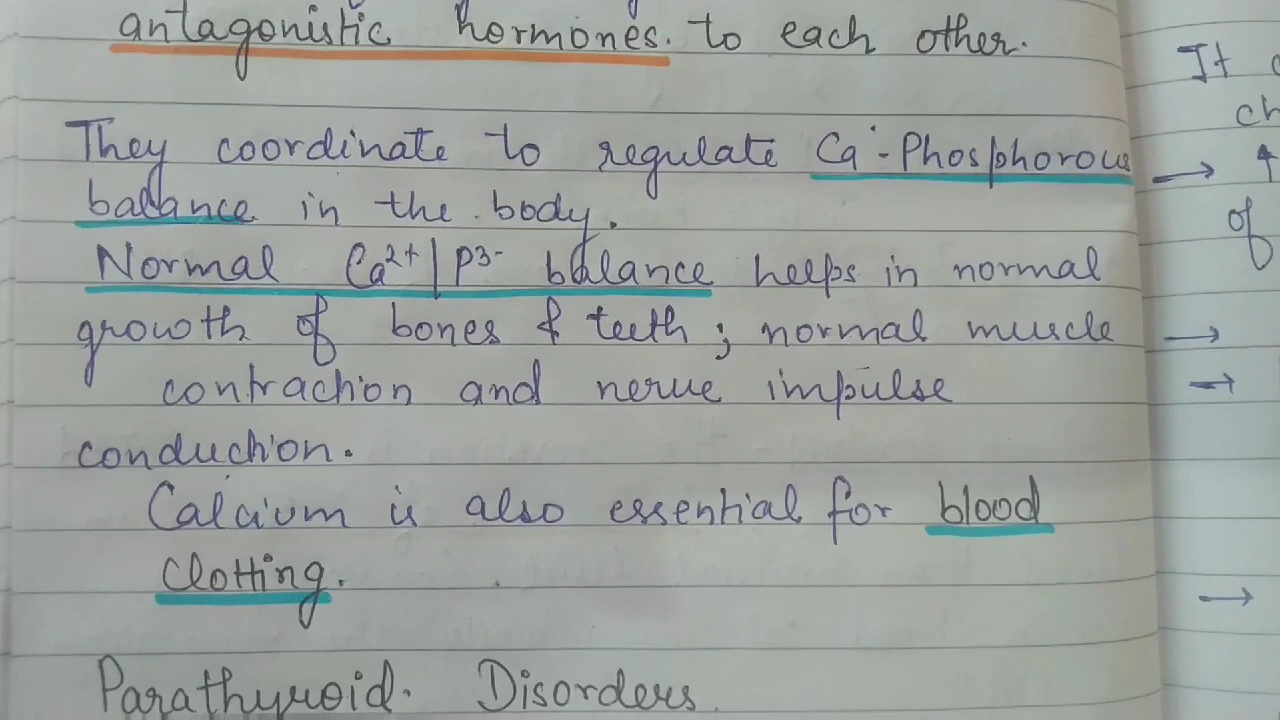 antagonistic hormones. to each other.
They coordinate to regulate Ca - Phosphorous
balance in the body.
Normal Ca²⁺ | P³⁻ balance helps in normal
growth of bones & teeth ; normal muscle
contraction and nerve impulse
conduction.
Calcium is also essential for blood
Clotting.
Parathyroid. Disorders.
It
ch
→ ↑
of
→
→
→